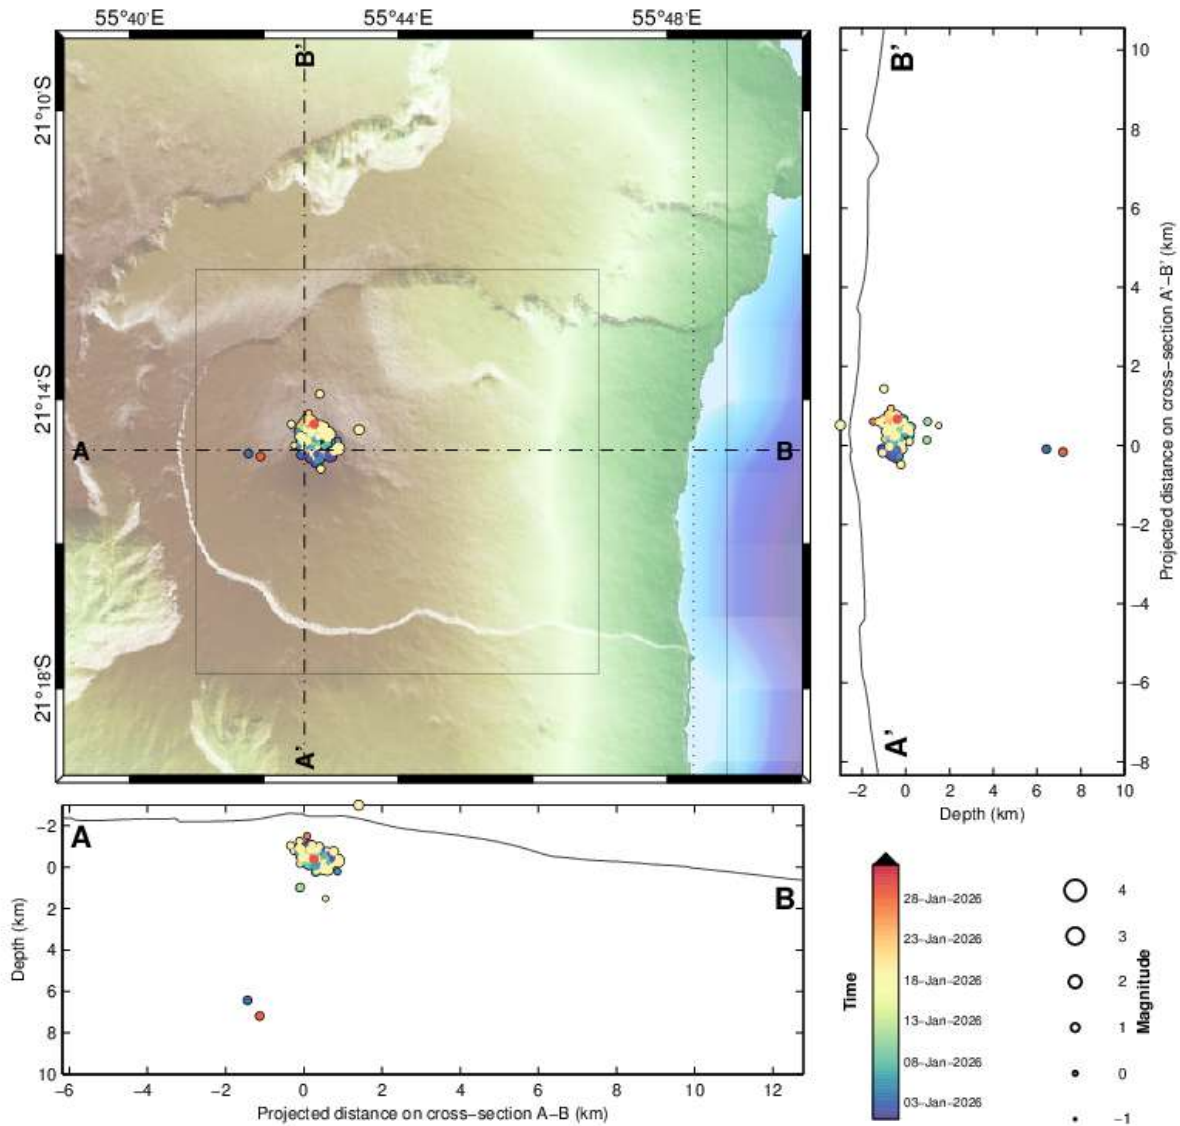 55°40'E
55°44'E
55°48'E
21°10'S
21°14'S
21°18'S
A
B
A'
B'
B'
A'
10
8
6
4
2
0
−2
−4
−6
−8
Projected distance on cross−section A'−B' (km)
−2 0 2 4 6 8 10
Depth (km)
A
B
−2
0
2
4
6
8
10
Depth (km)
−6 −4 −2 0 2 4 6 8 10 12
Projected distance on cross−section A−B (km)
Time
28−Jan−2026
23−Jan−2026
18−Jan−2026
13−Jan−2026
08−Jan−2026
03−Jan−2026
4
3
2
1
0
−1
Magnitude